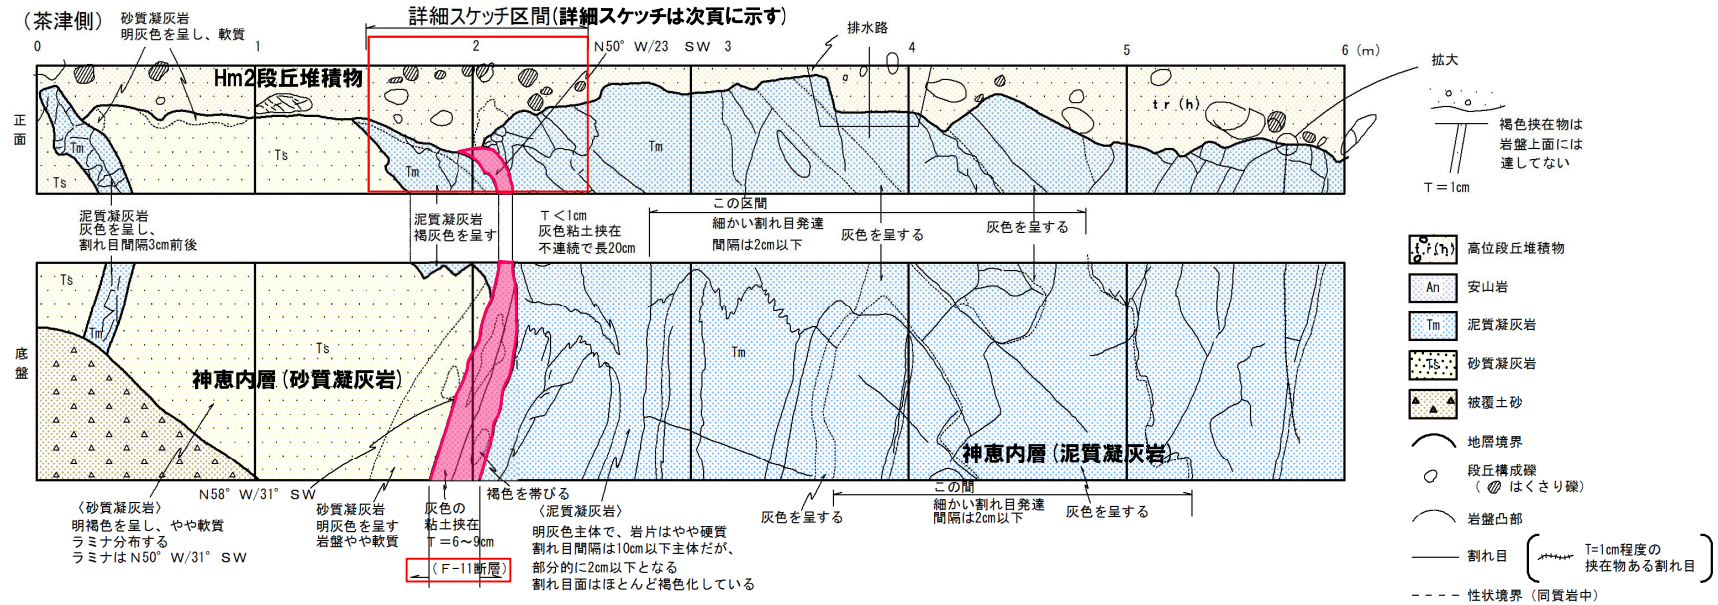 (茶津側)
砂質凝灰岩
明灰色を呈し、軟質
詳細スケッチ区間(詳細スケッチは次頁に示す)
排水路
0 1 2 N50° W/23 SW 3 4 5 6 (m)
拡大
Hm2段丘堆積物
tr(h)
正面
Tm
Ts
Ts
Tm
Tm
褐色挟在物は
岩盤上面には
達してない
T=1cm
泥質凝灰岩
灰色を呈し、
割れ目間隔3cm前後
泥質凝灰岩
褐灰色を呈す
T<1cm
灰色粘土挟在
不連続で長20cm
この区間
細かい割れ目発達
間隔は2cm以下
灰色を呈する
灰色を呈する
底盤
Ts
Tm
Ts
Tm
神恵内層(砂質凝灰岩)
神恵内層(泥質凝灰岩)
N58° W/31° SW
〈砂質凝灰岩〉
明褐色を呈し、やや軟質
ラミナ分布する
ラミナはN50° W/31° SW
砂質凝灰岩
明灰色を呈す
岩盤やや軟質
灰色の
粘土挟在
T=6~9cm
(F-11断層)
褐色を帯びる
〈泥質凝灰岩〉
明灰色主体で、岩片はやや硬質
割れ目間隔は10cm以下主体だが、
部分的に2cm以下となる
割れ目面はほとんど褐色化している
灰色を呈する
この間
細かい割れ目発達
間隔は2cm以下
灰色を呈する
tr(h) 高位段丘堆積物
An 安山岩
Tm 泥質凝灰岩
Ts 砂質凝灰岩
被覆土砂
地層境界
段丘構成礫
( はくさり礫)
岩盤凸部
割れ目
T=1cm程度の
挟在物ある割れ目
性状境界(同質岩中)